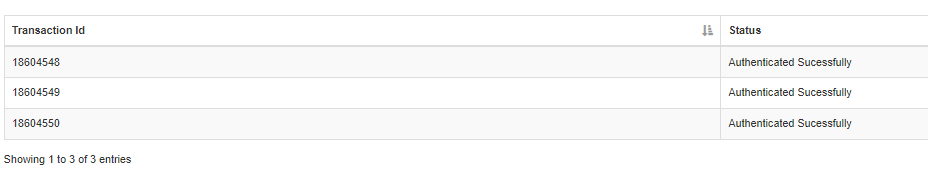 Transaction Id Status
18604548 Authenticated Sucessfully
18604549 Authenticated Sucessfully
18604550 Authenticated Sucessfully
Showing 1 to 3 of 3 entries